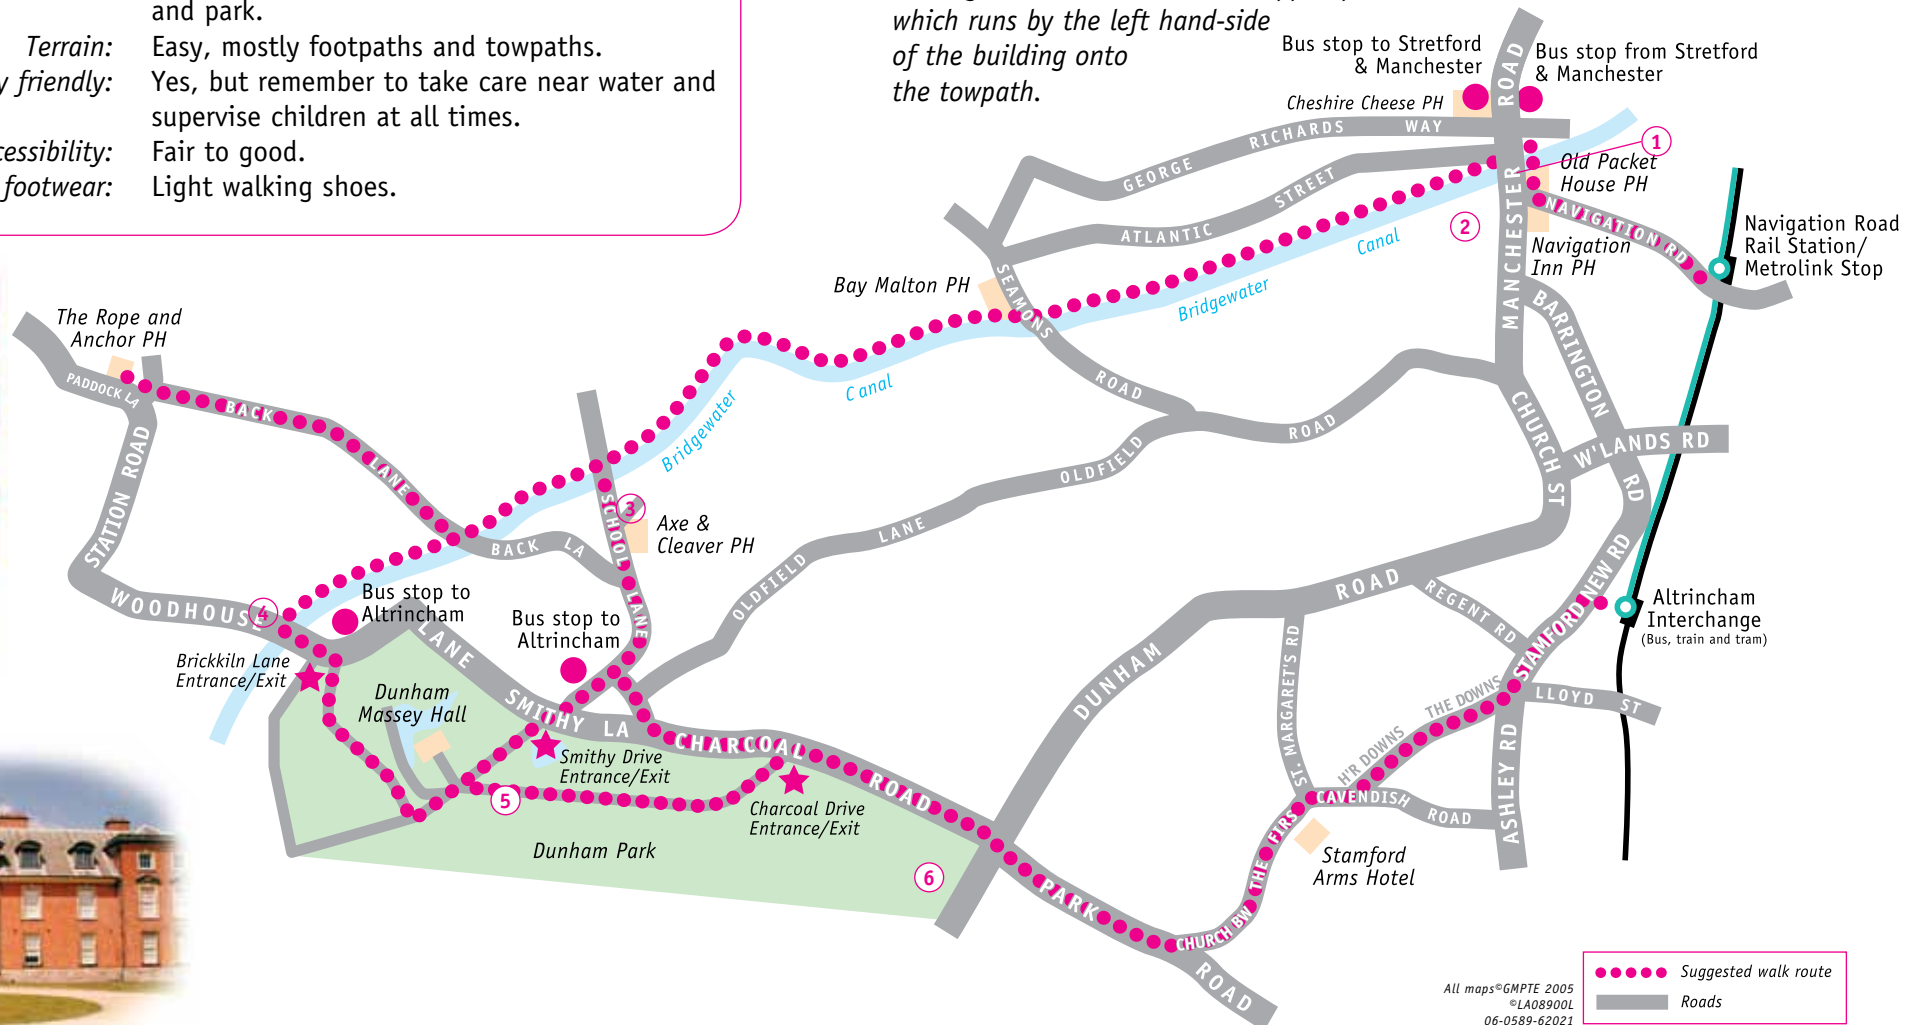 and park.
Terrain: Easy, mostly footpaths and towpaths.
y friendly: Yes, but remember to take care near water and
supervise children at all times.
cessibility: Fair to good.
footwear: Light walking shoes.
which runs by the left hand-side
of the building onto
the towpath.
Bus stop to Stretford
& Manchester
Bus stop from Stretford
& Manchester
Cheshire Cheese PH
ROAD
GEORGE RICHARDS WAY
1
Old Packet
House PH
ATLANTIC STREET
MANCHESTER
NAVIGATION RD
2
Navigation
Inn PH
Navigation Road
Rail Station/
Metrolink Stop
Canal
Bridgewater
Bay Malton PH
SEAMONS
ROAD
BARRINGTON
RD
The Rope and
Anchor PH
PADDOCK LA
BACK
LANE
STATION ROAD
Canal
Bridgewater
OLDFIELD
ROAD
CHURCH ST
W'LANDS RD
3
SCHOOL
LANE
Axe &
Cleaver PH
BACK LA
OLDFIELD
LANE
4
WOODHOUSE
LANE
Bus stop to
Altrincham
Bus stop to
Altrincham
Brickkiln Lane
Entrance/Exit
Dunham
Massey Hall
SMITHY LA
Smithy Drive
Entrance/Exit
CHARCOAL
ROAD
5
Charcoal Drive
Entrance/Exit
Dunham Park
6
DUNHAM
ROAD
REGENT RD
ST. MARGARET'S RD
STAMFORD NEW RD
Altrincham
Interchange
(Bus, train and tram)
LLOYD ST
THE DOWNS
H'R DOWNS
CAVENDISH
ROAD
ASHLEY RD
THE FIRS
Stamford
Arms Hotel
CHURCH BW
PARK
ROAD
Suggested walk route
Roads
All maps©GMPTE 2005
©LA08900L
06-0589-62021